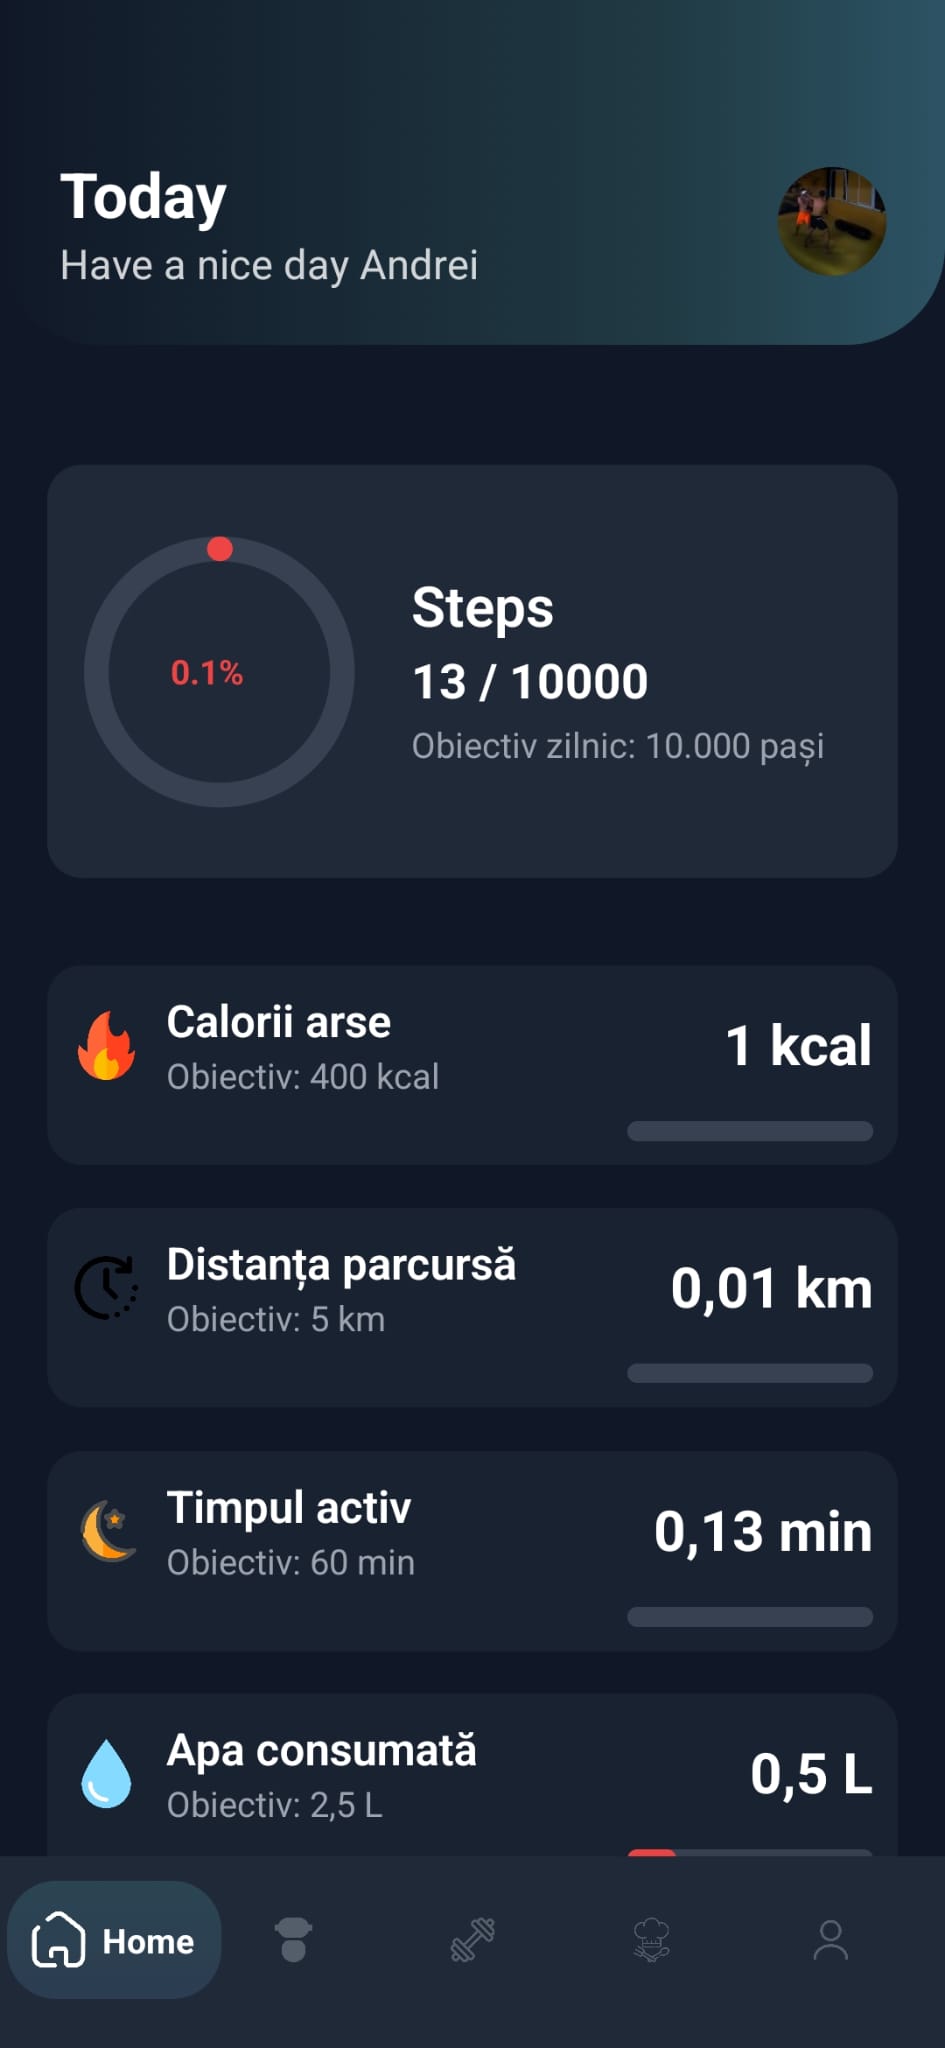 Today
Have a nice day Andrei
0.1%
Steps
13 / 10000
Obiectiv zilnic: 10.000 pași
Calorii arse
Obiectiv: 400 kcal
1 kcal
Distanța parcursă
Obiectiv: 5 km
0,01 km
Timpul activ
Obiectiv: 60 min
0,13 min
Apa consumată
Obiectiv: 2,5 L
0,5 L
Home